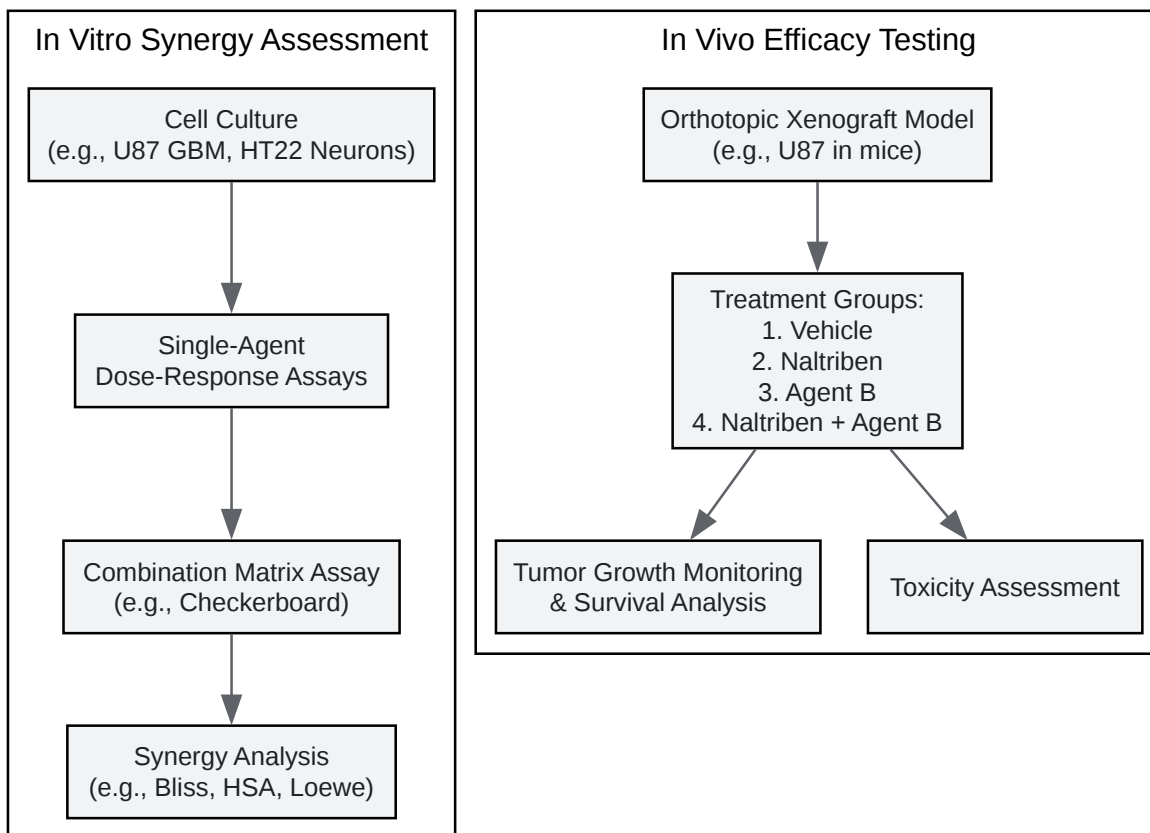 In Vitro Synergy Assessment
Cell Culture
(e.g., U87 GBM, HT22 Neurons)
Single-Agent
Dose-Response Assays
Combination Matrix Assay
(e.g., Checkerboard)
Synergy Analysis
(e.g., Bliss, HSA, Loewe)
In Vivo Efficacy Testing
Orthotopic Xenograft Model
(e.g., U87 in mice)
Treatment Groups:
1. Vehicle
2. Naltriben
3. Agent B
4. Naltriben + Agent B
Tumor Growth Monitoring
& Survival Analysis
Toxicity Assessment